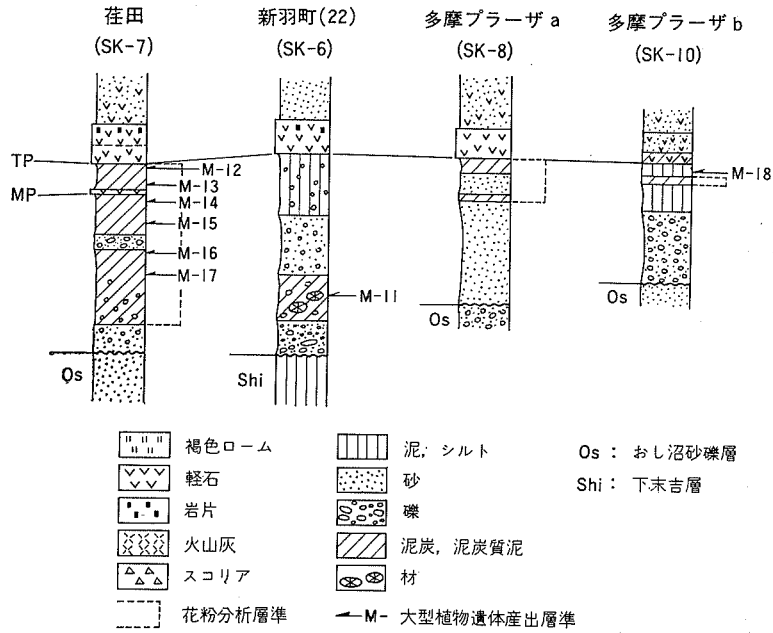 荏田
(SK-7)
新羽町(22)
(SK-6)
多摩プラーザa
(SK-8)
多摩プラーザb
(SK-10)
TP
MP
M-12
M-13
M-14
M-15
M-16
M-17
Os
M-11
Shi
Os
M-18
Os
褐色ローム
軽石
岩片
火山灰
スコリア
花粉分析層準
泥, シルト
砂
礫
泥炭, 泥炭質泥
材
M- 大型植物遺体産出層準
Os : おし沼砂礫層
Shi : 下末吉層